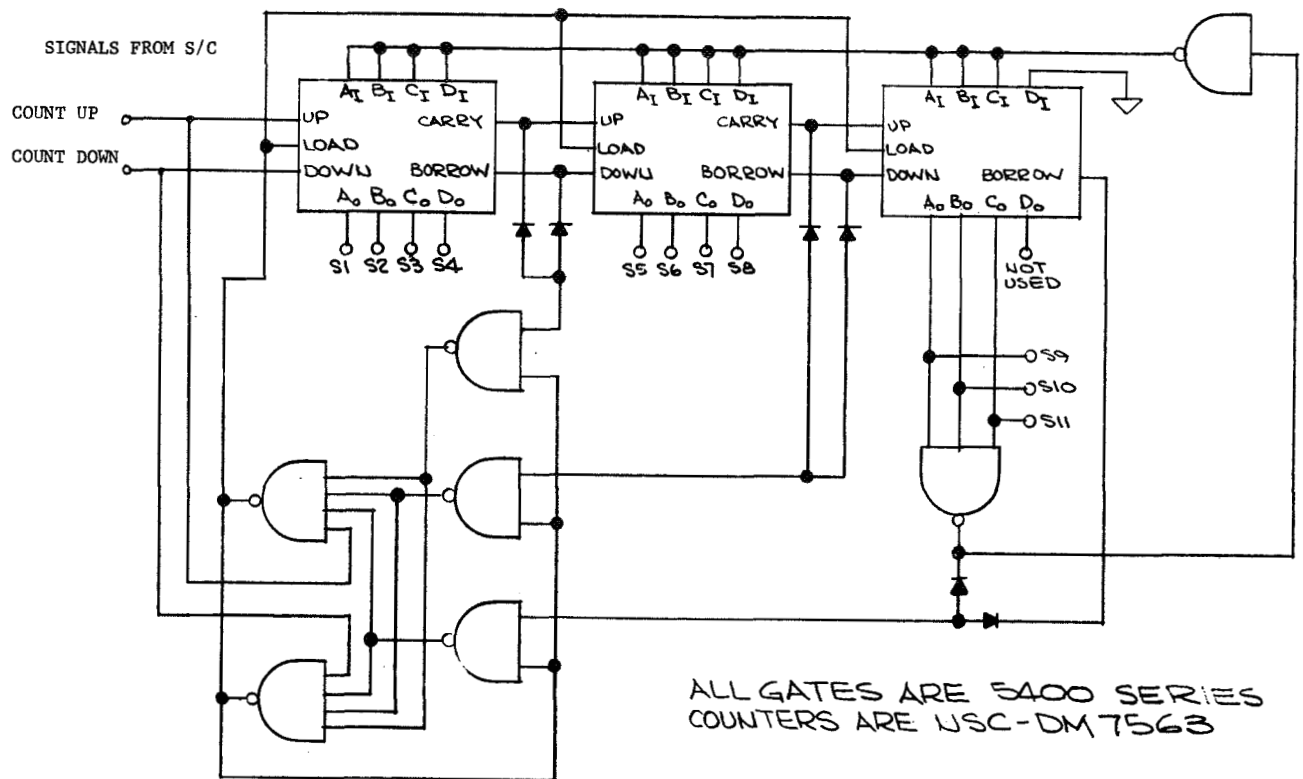 SIGNALS FROM S/C
COUNT UP
COUNT DOWN
AI BI CI DI
UP
CARRY
LOAD
DOWN
BORROW
AO BO CO DO
S1 S2 S3 S4
AI BI CI DI
UP
CARRY
LOAD
DOWN
BORROW
AO BO CO DO
S5 S6 S7 S8
AI BI CI DI
UP
LOAD
DOWN
BORROW
AO BO CO DO
NOT
USED
S9
S10
S11
ALL GATES ARE 5400 SERIES
COUNTERS ARE NSC-DM7563